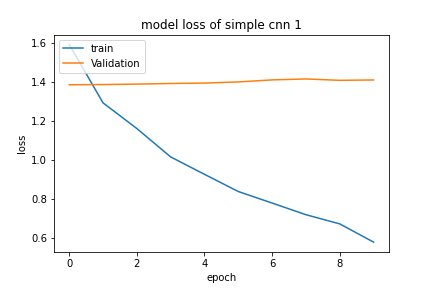 model loss of simple cnn 1
train
Validation
1.6
1.4
1.2
1.0
0.8
0.6
loss
0 2 4 6 8
epoch